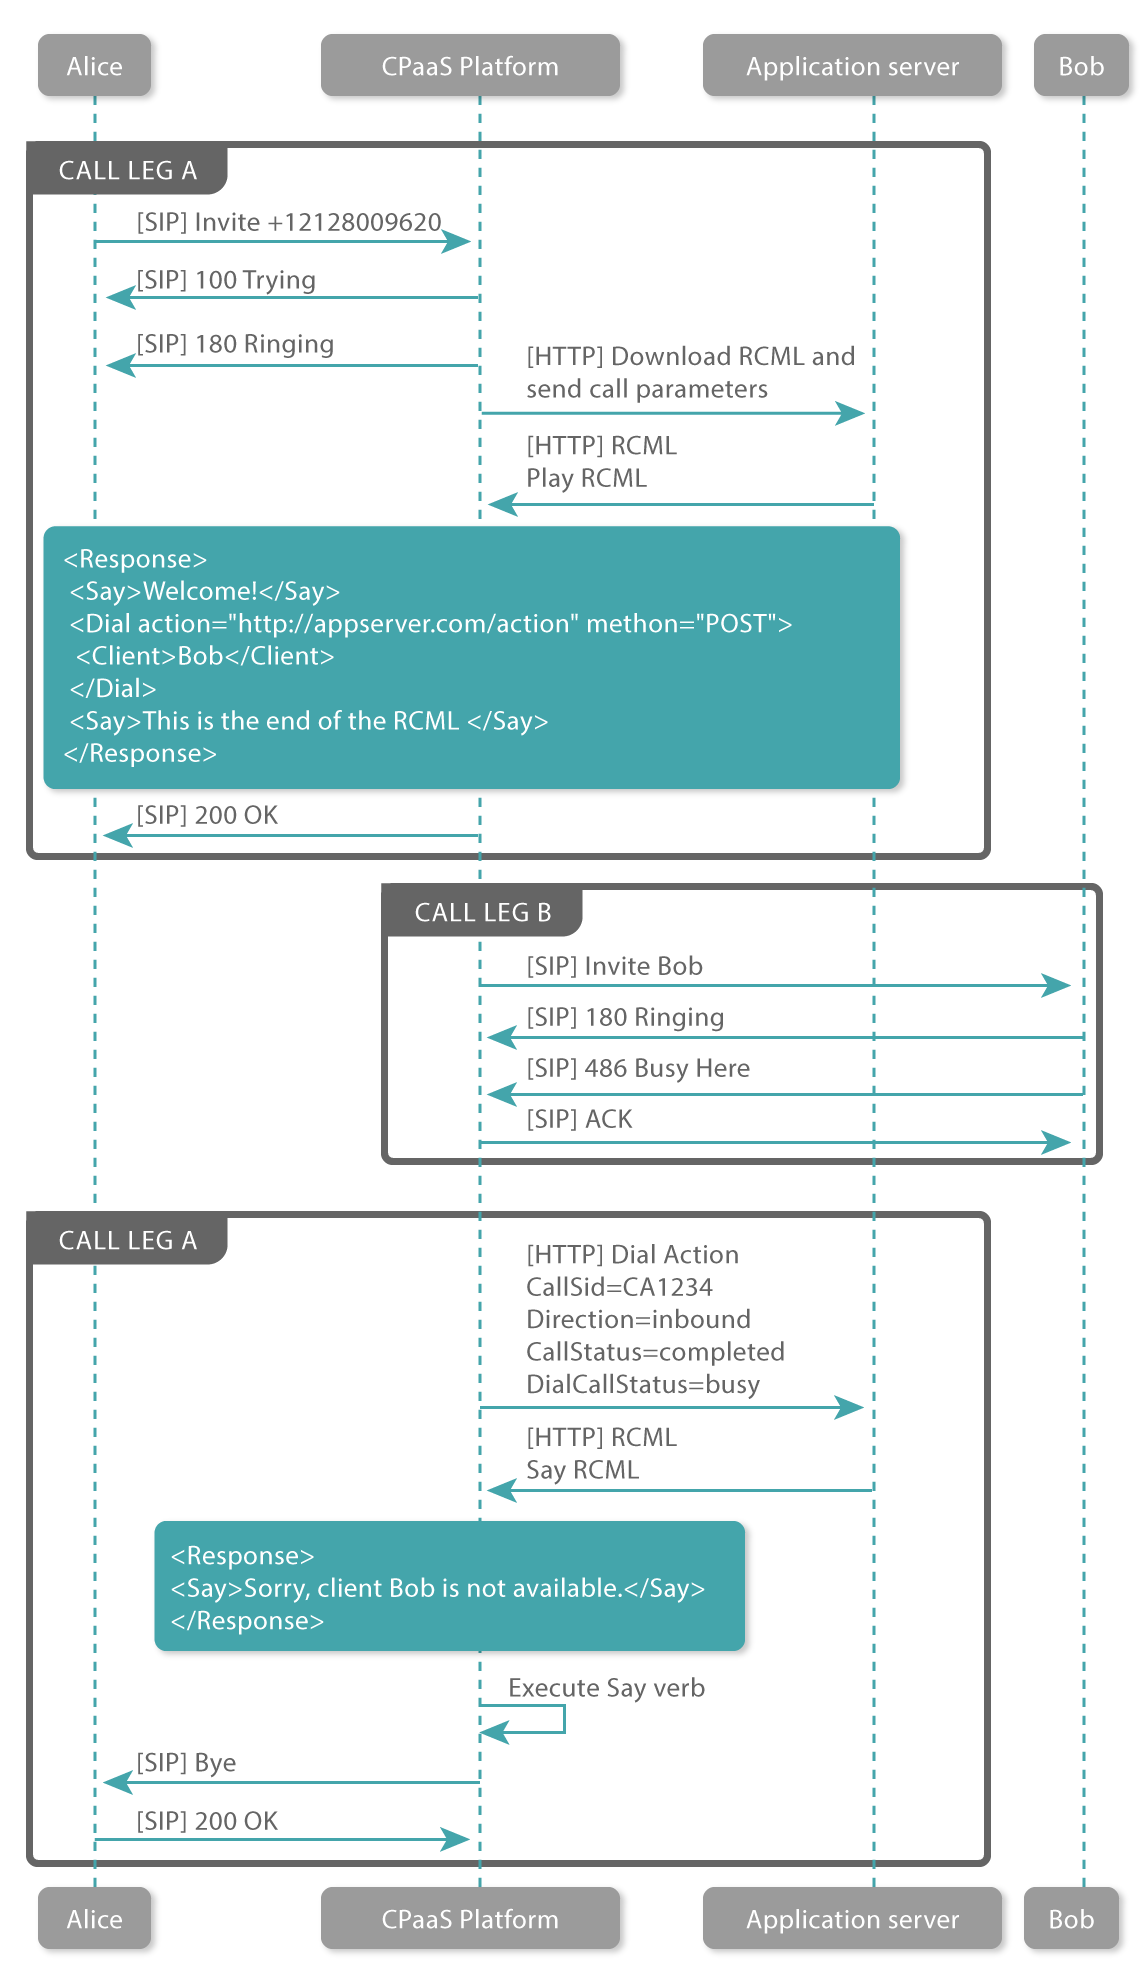 Alice
CPaaS Platform
Application server
Bob
CALL LEG A
[SIP] Invite +12128009620
[SIP] 100 Trying
[SIP] 180 Ringing
[HTTP] Download RCML and
send call parameters
[HTTP] RCML
Play RCML
<Response>
<Say>Welcome!</Say>
<Dial action="http://appserver.com/action" methon="POST">
<Client>Bob</Client>
</Dial>
<Say>This is the end of the RCML </Say>
</Response>
[SIP] 200 OK
CALL LEG B
[SIP] Invite Bob
[SIP] 180 Ringing
[SIP] 486 Busy Here
[SIP] ACK
CALL LEG A
[HTTP] Dial Action
CallSid=CA1234
Direction=inbound
CallStatus=completed
DialCallStatus=busy
[HTTP] RCML
Say RCML
<Response>
<Say>Sorry, client Bob is not available.</Say>
</Response>
Execute Say verb
[SIP] Bye
[SIP] 200 OK
Alice
CPaaS Platform
Application server
Bob